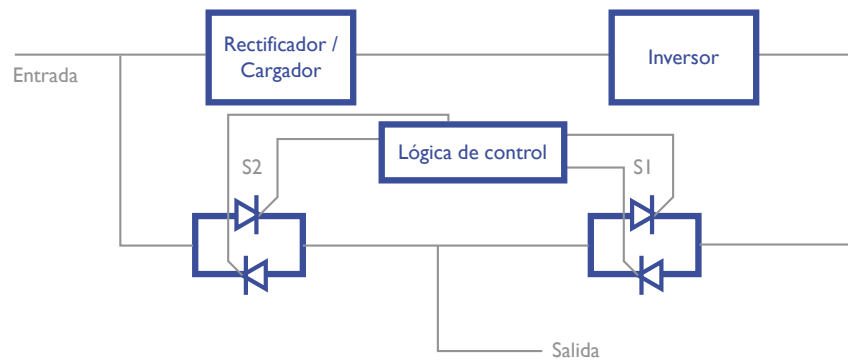 Rectificador /
Cargador
Inversor
Entrada
Lógica de control
S2
S1
Salida